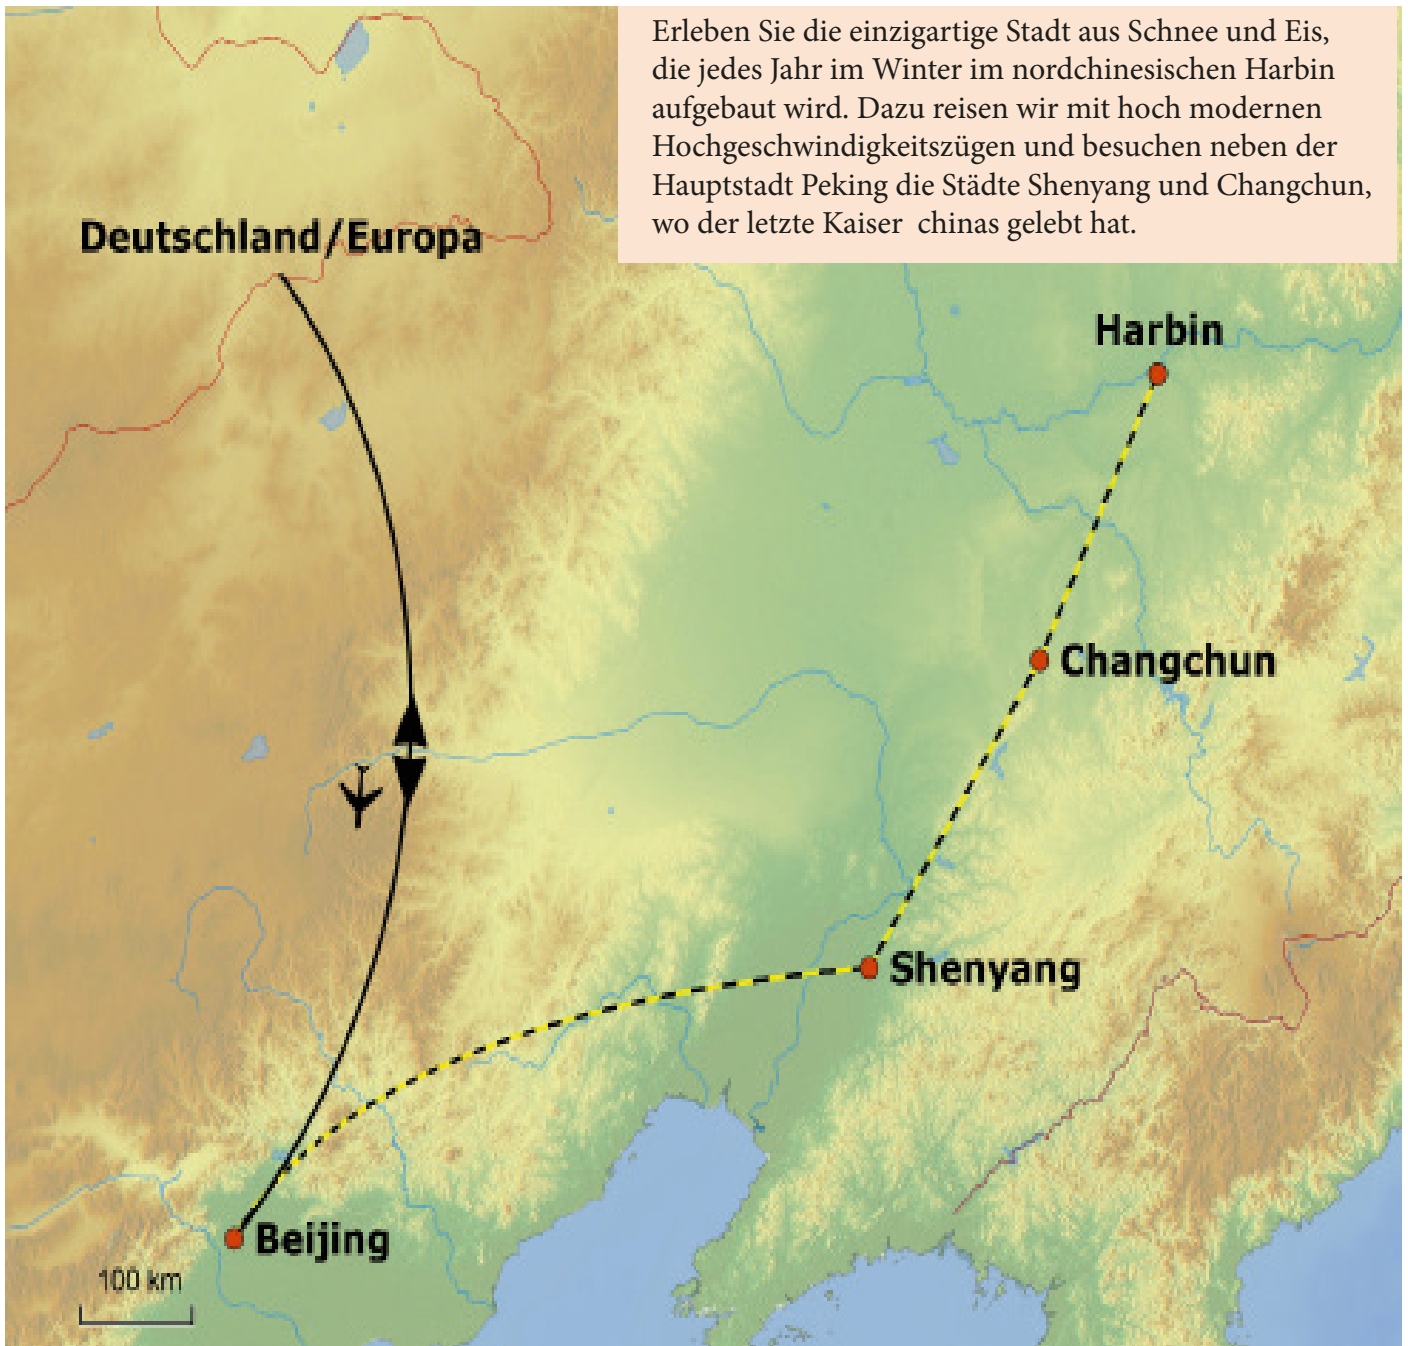 Erleben Sie die einzigartige Stadt aus Schnee und Eis,
die jedes Jahr im Winter im nordchinesischen Harbin
aufgebaut wird. Dazu reisen wir mit hoch modernen
Hochgeschwindigkeitszügen und besuchen neben der
Hauptstadt Peking die Städte Shenyang und Changchun,
wo der letzte Kaiser  chinas gelebt hat.
Deutschland/Europa
Harbin
Changchun
Shenyang
Beijing
100 km